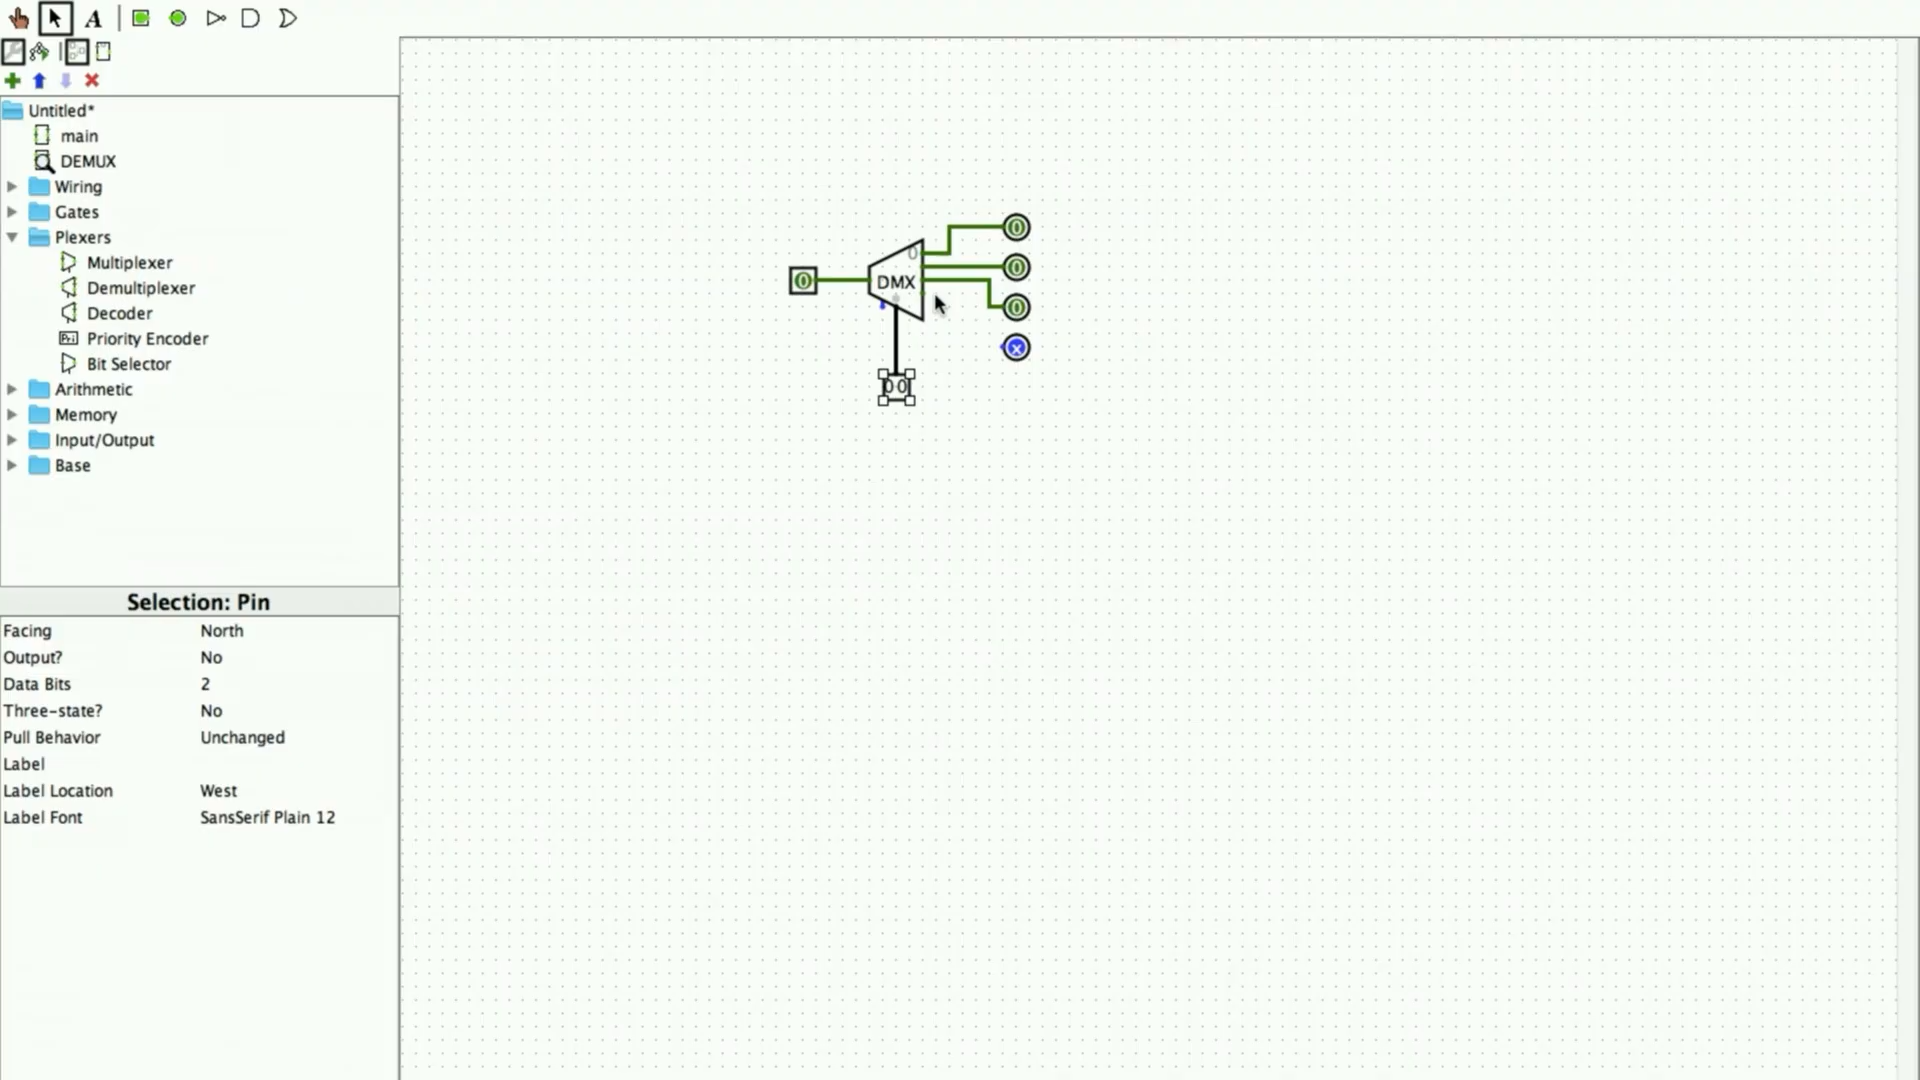 A
Untitled*
main
DEMUX
Wiring
Gates
Plexers
Multiplexer
Demultiplexer
Decoder
Pri Priority Encoder
Bit Selector
Arithmetic
Memory
Input/Output
Base
Selection: Pin
Facing North
Output? No
Data Bits 2
Three-state? No
Pull Behavior Unchanged
Label
Label Location West
Label Font SansSerif Plain 12
0
0
0
0 DMX
0
x
00